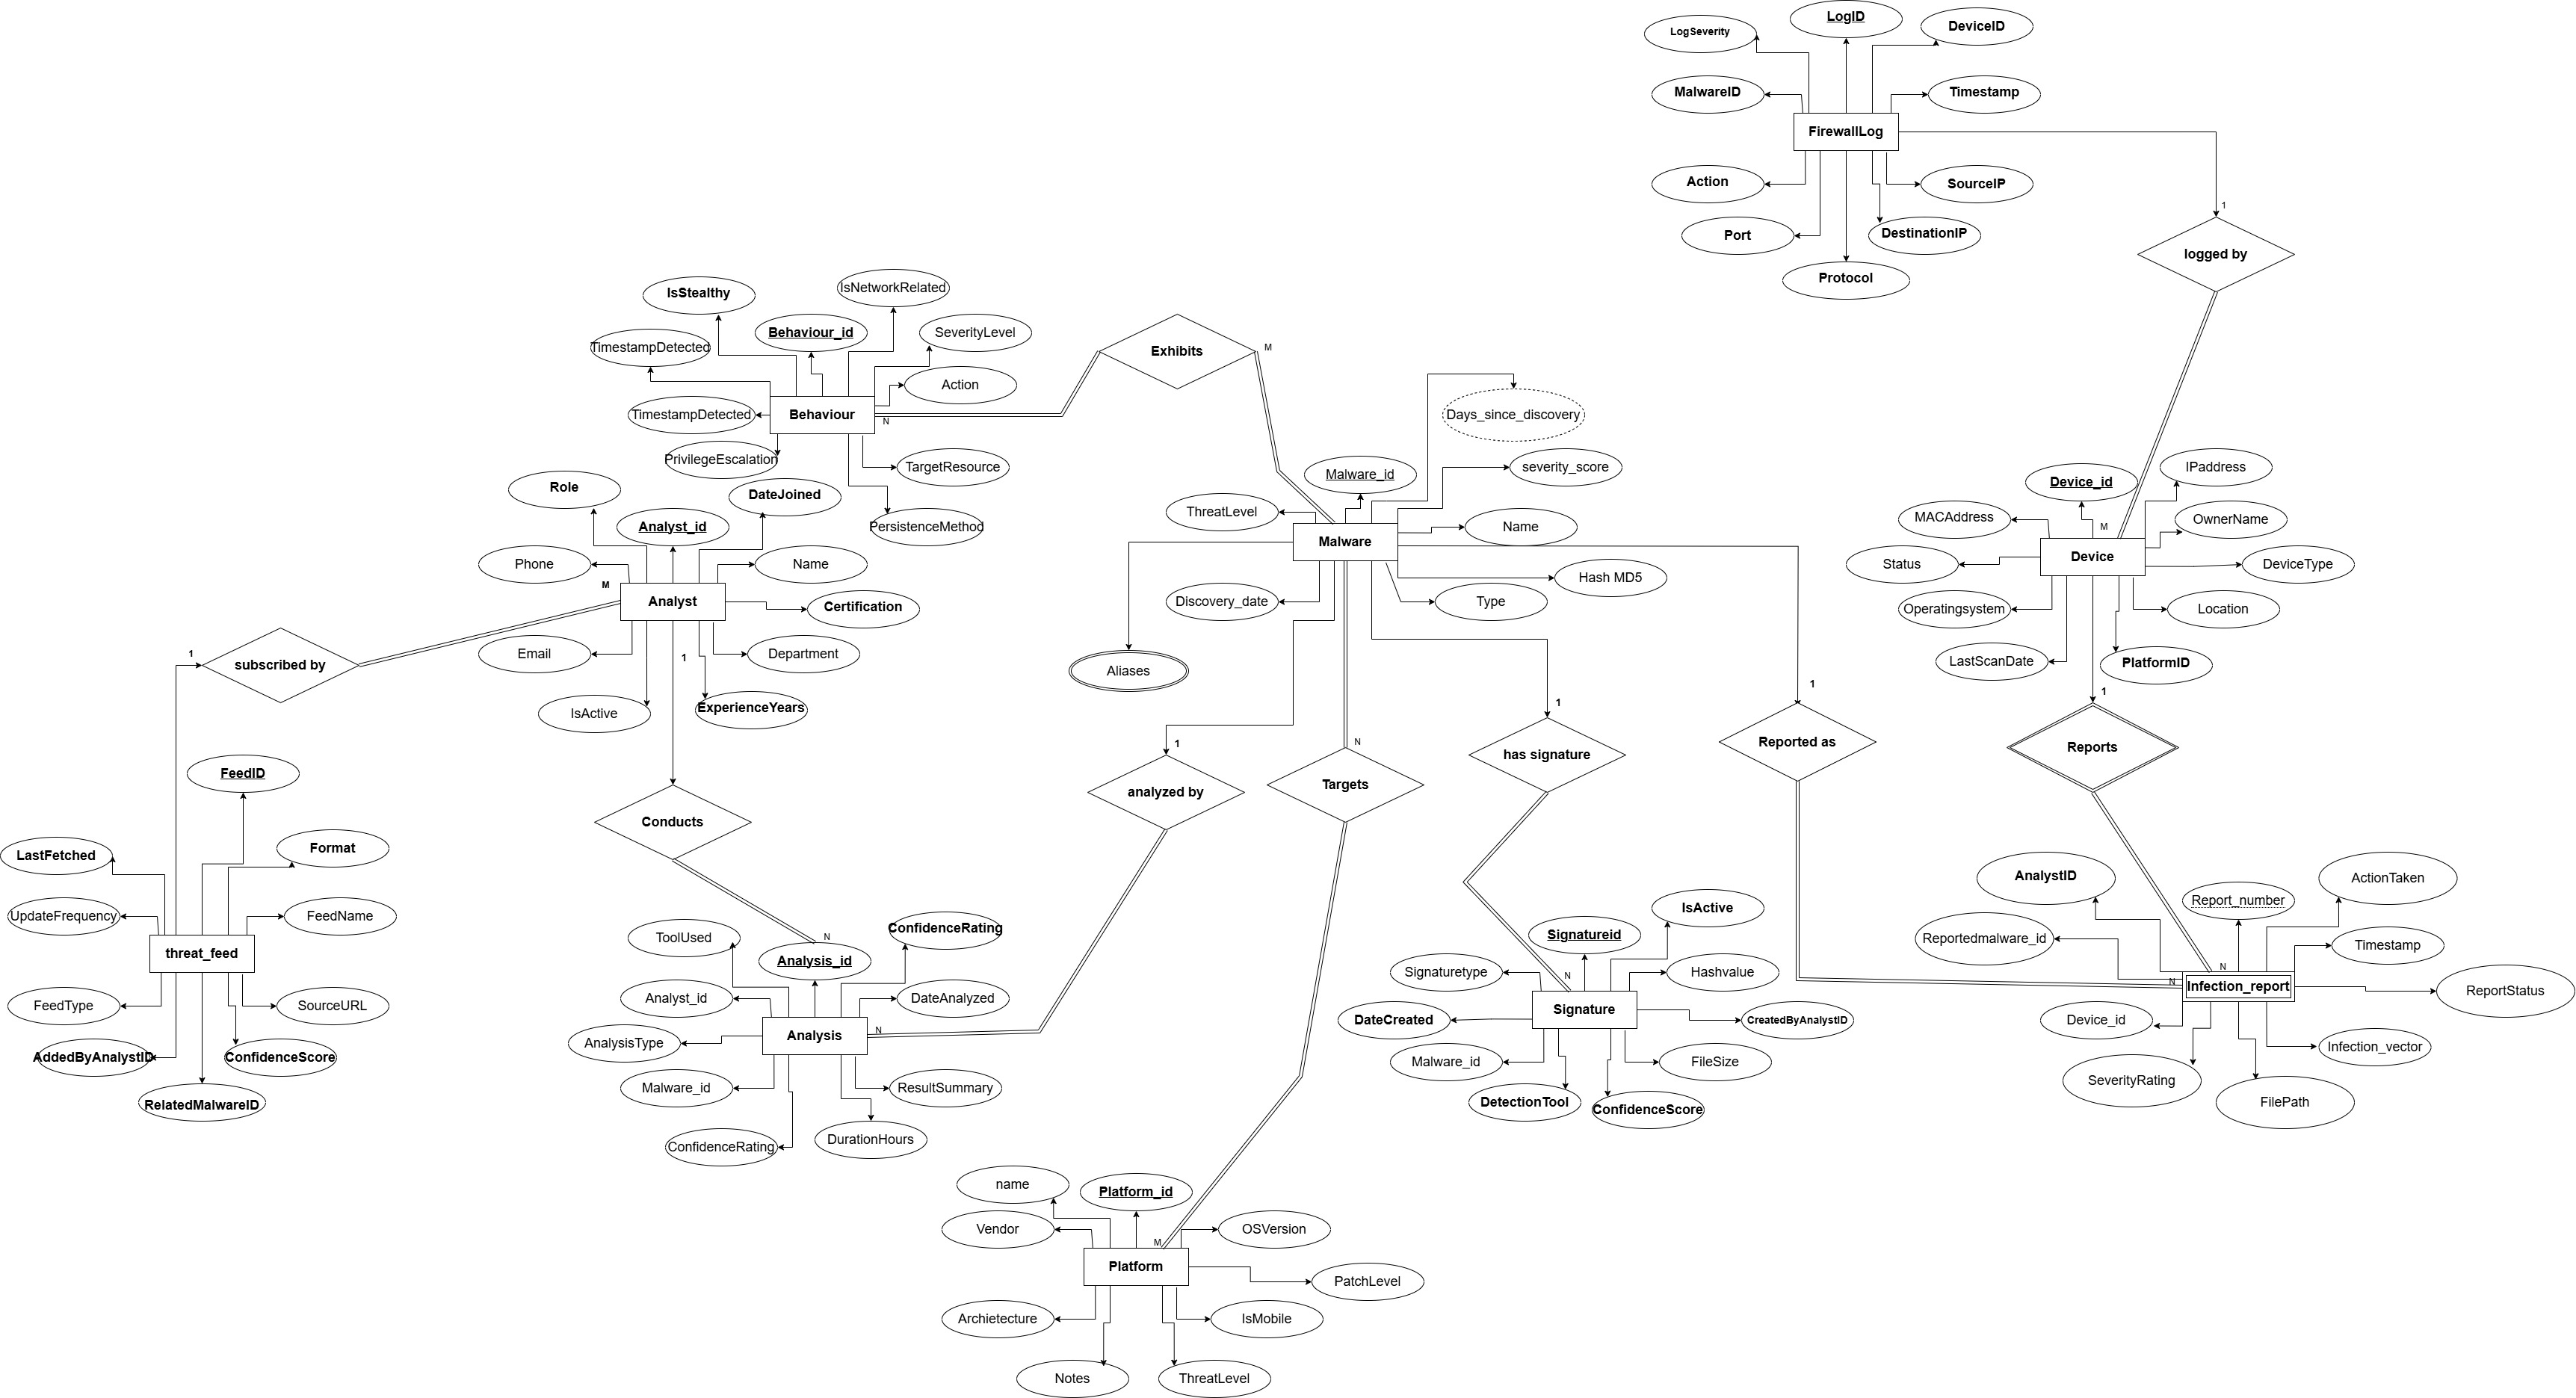 LogID
DeviceID
LogSeverity
MalwareID
Timestamp
FirewallLog
Action
SourceIP
Port
DestinationIP
Protocol
1
logged by
IsStealthy
IsNetworkRelated
Behaviour_id
SeverityLevel
TimestampDetected
Action
TimestampDetected
Behaviour
N
PrivilegeEscalation
TargetResource
PersistenceMethod
Exhibits
M
Days_since_discovery
Malware_id
severity_score
ThreatLevel
Name
Malware
Hash MD5
Discovery_date
Type
Aliases
Device_id
IPaddress
MACAddress
M
OwnerName
Status
Device
DeviceType
Operatingsystem
Location
LastScanDate
PlatformID
Role
DateJoined
Analyst_id
Phone
Name
M
Analyst
Certification
Email
1
Department
IsActive
ExperienceYears
1
subscribed by
1
analyzed by
N
Targets
1
has signature
1
Reported as
1
Reports
Conducts
FeedID
LastFetched
Format
UpdateFrequency
FeedName
threat_feed
FeedType
SourceURL
AddedByAnalystID
ConfidenceScore
RelatedMalwareID
ToolUsed
N
ConfidenceRating
Analysis_id
Analyst_id
DateAnalyzed
AnalysisType
Analysis
N
Malware_id
ResultSummary
ConfidenceRating
DurationHours
IsActive
Signatureid
Signaturetype
N
Hashvalue
DateCreated
Signature
CreatedByAnalystID
Malware_id
FileSize
DetectionTool
ConfidenceScore
AnalystID
Report_number
ActionTaken
Reportedmalware_id
Timestamp
N
N
Infection_report
ReportStatus
Device_id
Infection_vector
SeverityRating
FilePath
name
Platform_id
Vendor
M
OSVersion
Platform
PatchLevel
Archietecture
IsMobile
Notes
ThreatLevel